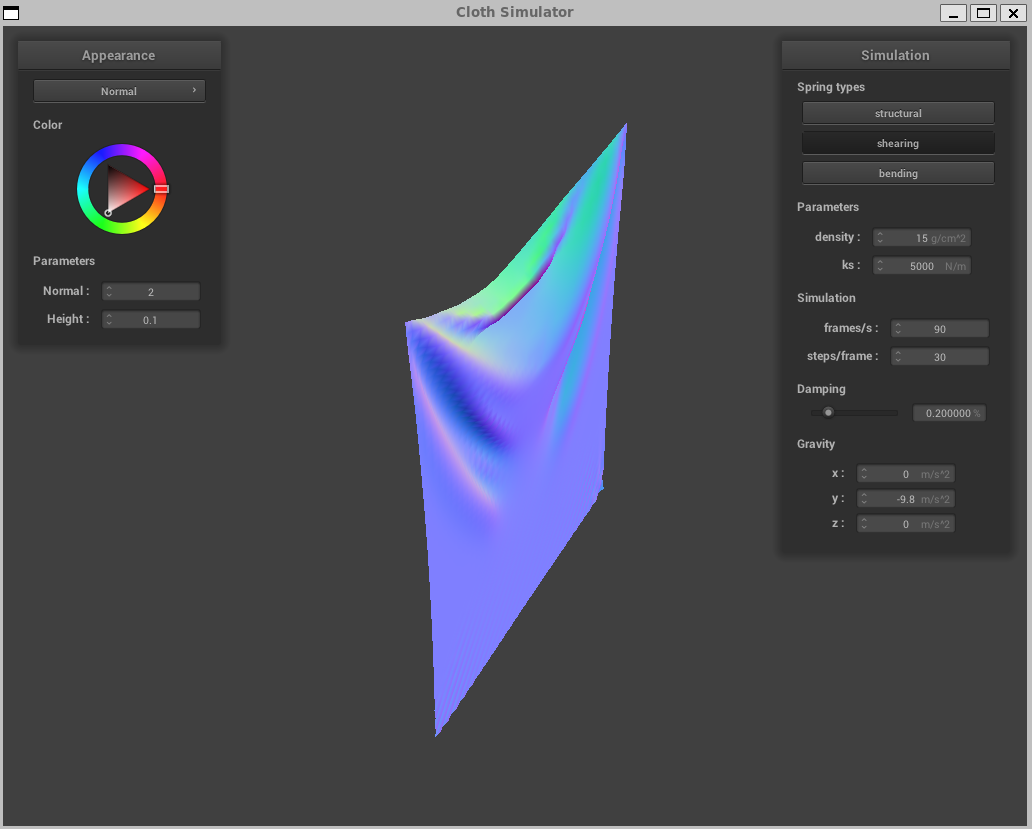 Cloth Simulator
Appearance
Normal
Color
Parameters
Normal : 2
Height : 0.1
Simulation
Spring types
structural
shearing
bending
Parameters
density : 15 g/cm^2
ks : 5000 N/m
Simulation
frames/s : 90
steps/frame : 30
Damping
0.200000 %
Gravity
x : 0 m/s^2
y : -9.8 m/s^2
z : 0 m/s^2